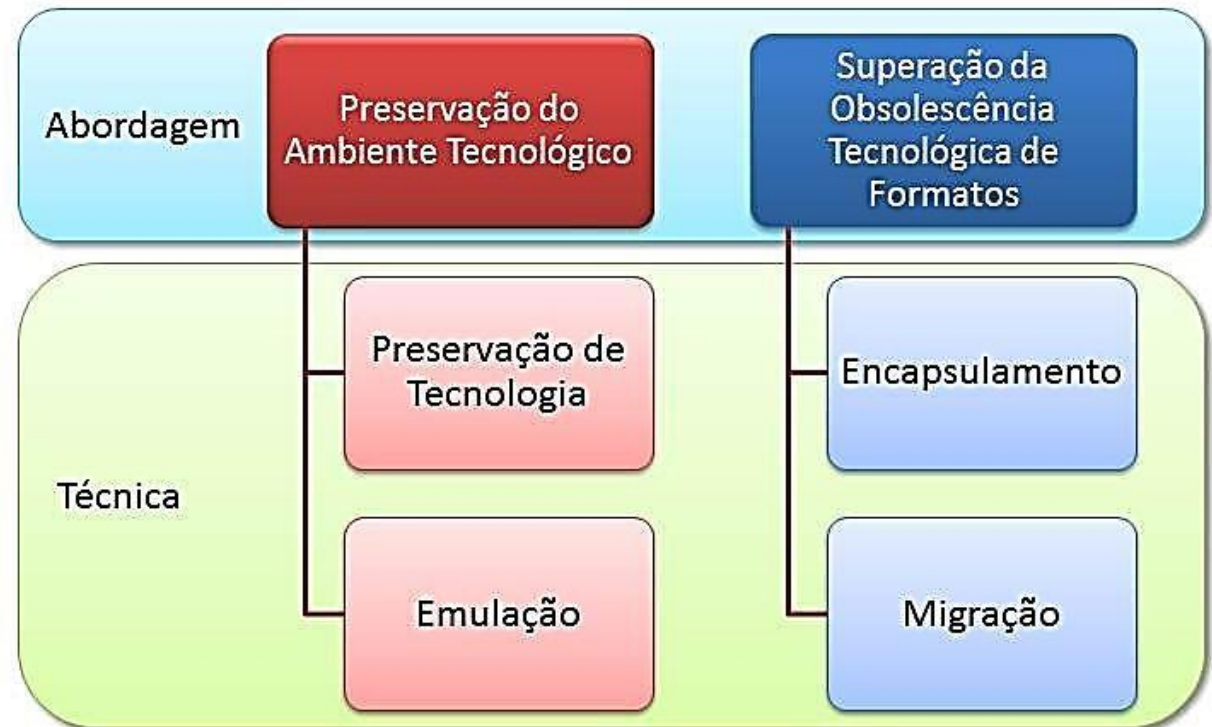 Abordagem
Preservação do
Ambiente Tecnológico
Superação da
Obsolescência
Tecnológica de
Formatos
Técnica
Preservação de
Tecnologia
Encapsulamento
Emulação
Migração